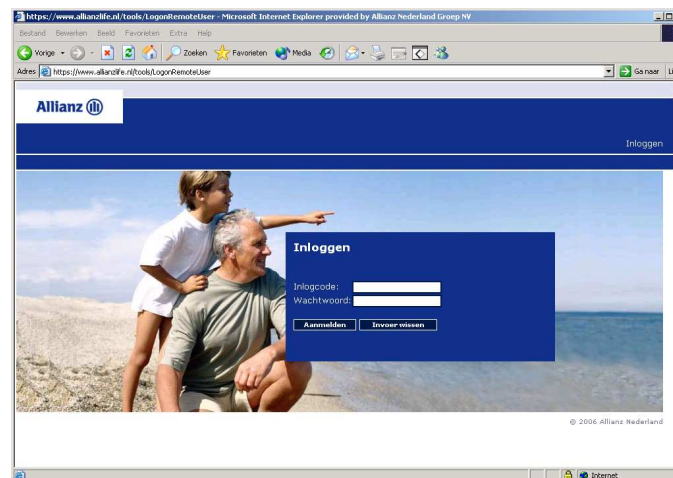 https://www.allianzlife.nl/tools/LogonRemoteUser - Microsoft Internet Explorer provided by Allianz Nederland Groep NV
Bestand Bewerken Beeld Favorieten Extra Help
Vorige Zoeken Favorieten Media
Adres https://www.allianzlife.nl/tools/LogonRemoteUser Ga naar
Allianz
Inloggen
Inloggen
Inlogcode:
Wachtwoord:
Aanmelden Invoer wissen
© 2006 Allianz Nederland
Internet